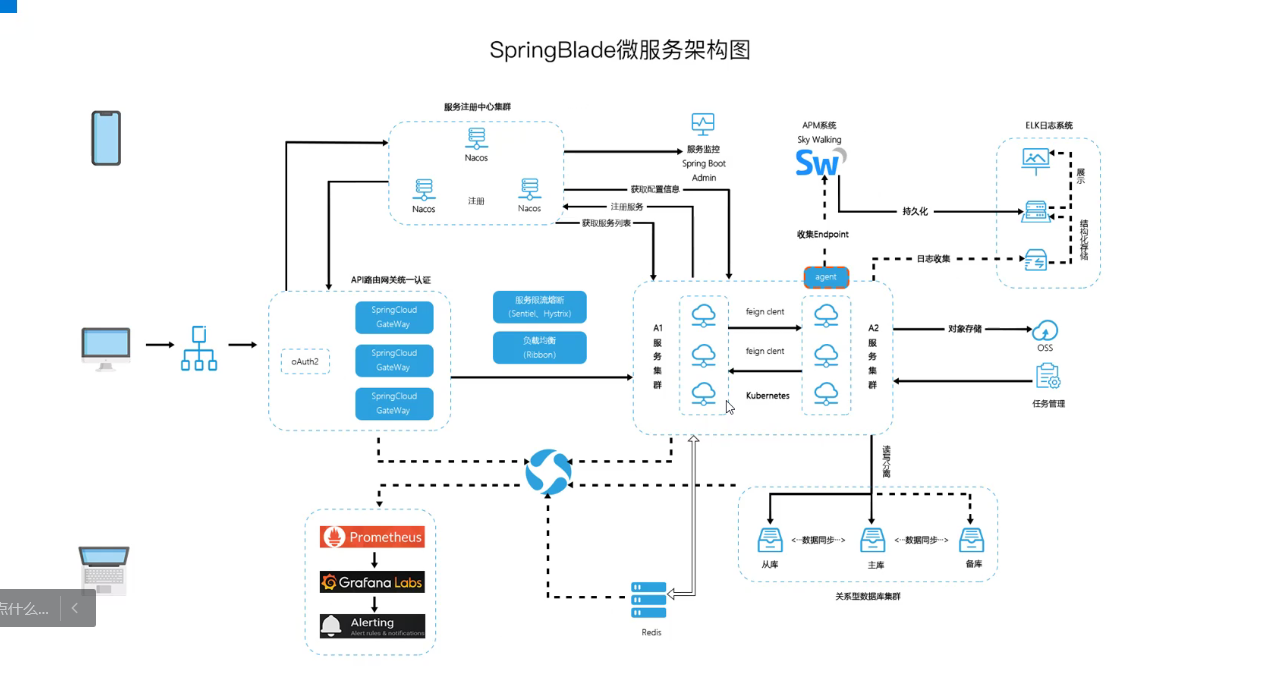 SpringBlade微服务架构图
服务注册中心集群
Nacos
Nacos
注册
Nacos
服务监控
Spring Boot
Admin
APM系统
Sky Walking
SW
ELK日志系统
展示
结构化存储
获取配置信息
注册服务
获取服务列表
持久化
收集Endpoint
日志收集
agent
API路由网关统一认证
oAuth2
SpringCloud
GateWay
SpringCloud
GateWay
SpringCloud
GateWay
服务限流熔断
(Sentiel、Hystrix)
负载均衡
(Ribbon)
A1服务集群
feign clent
feign clent
Kubernetes
A2服务集群
对象存储
OSS
任务管理
读写分离
Prometheus
Grafana Labs
Alerting
Alert rules & notifications
Redis
<--数据同步-->
<--数据同步-->
从库
主库
备库
关系型数据库集群
点什么...